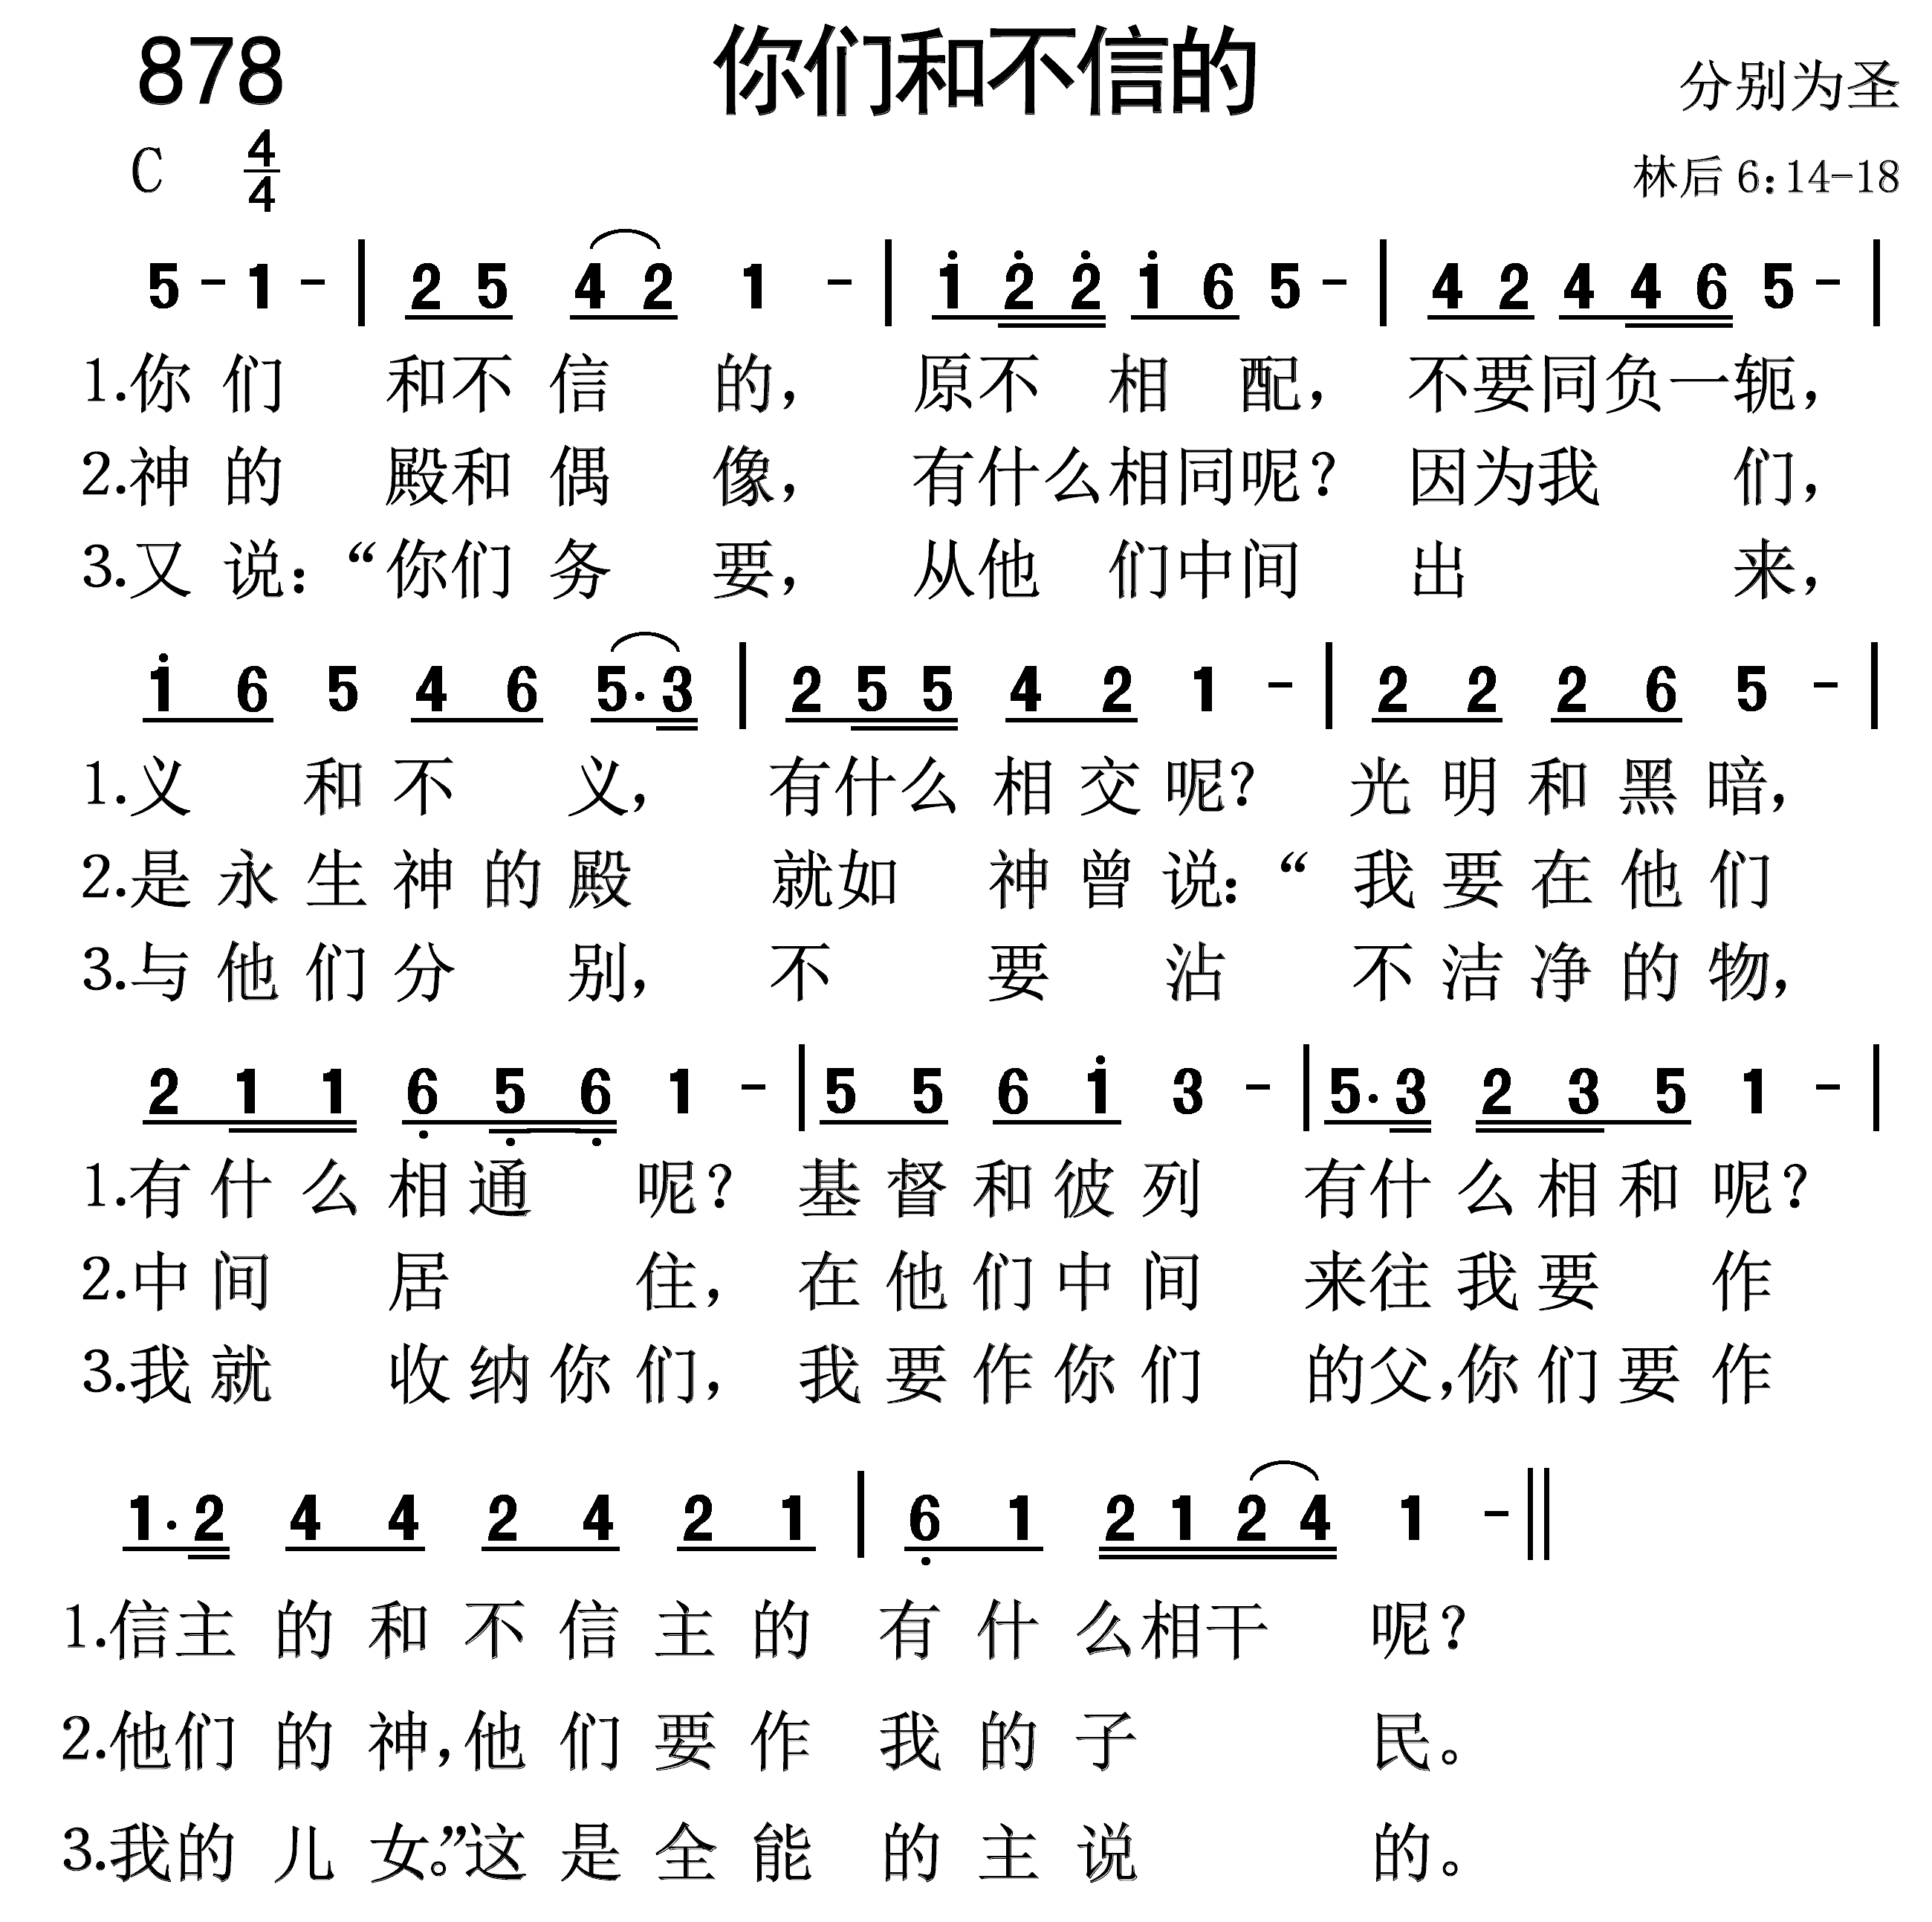 878 你们和不信的 分别为圣
C 4/4 林后 6:14-18
5 - 1 - | 2 5 4 2 1 - | i 2̇ 2̇ i 6 5 - | 4 2 4 4 6 5 - |
1.你们 和不信 的, 原不 相 配, 不要同负一轭,
2.神的 殿和偶 像, 有什么相同呢? 因为我 们,
3.又说:“你们务 要, 从他 们中间 出 来,
i 6 5 4 6 5. 3 | 2 5 5 4 2 1 - | 2 2 2 6 5 - |
1.义 和不 义, 有什么相交呢? 光明和黑暗,
2.是永生神的殿 就如 神曾说:“ 我要在他们
3.与他们分 别, 不 要 沾 不洁净的物,
2 1 1 6̣ 5̣ 6̣ 1 - | 5 5 6 i 3 - | 5. 3 2 3 5 1 - |
1.有什么相通 呢? 基督和彼列 有什么相和呢?
2.中间 居 住, 在他们中间 来往我要 作
3.我就 收纳你们, 我要作你们 的父,你们要作
1. 2 4 4 2 4 2 1 | 6̣ 1 2 1 2 4 1 - ‖
1.信主的和不信主的 有什么相干 呢?
2.他们的神,他们要作 我的子 民。
3.我的儿女。”这是全能 的主说 的。